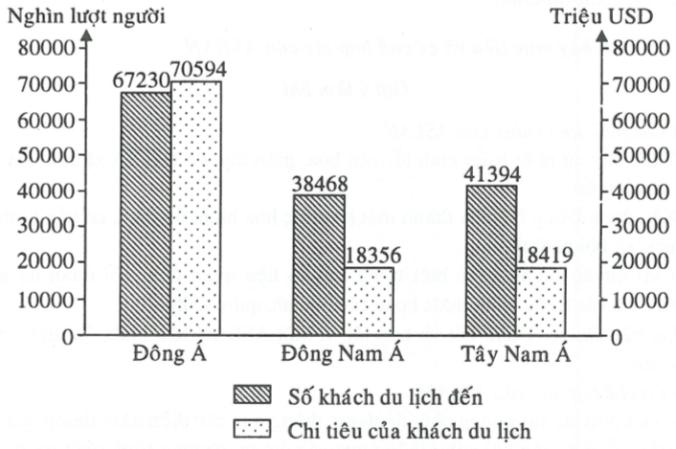 Nghìn lượt người Triệu USD
80000 80000
70000 67230 70594 70000
60000 60000
50000 50000
40000 38468 41394 40000
30000 30000
20000 18356 18419 20000
10000 10000
0 0
Đông Á Đông Nam Á Tây Nam Á
Số khách du lịch đến
Chi tiêu của khách du lịch